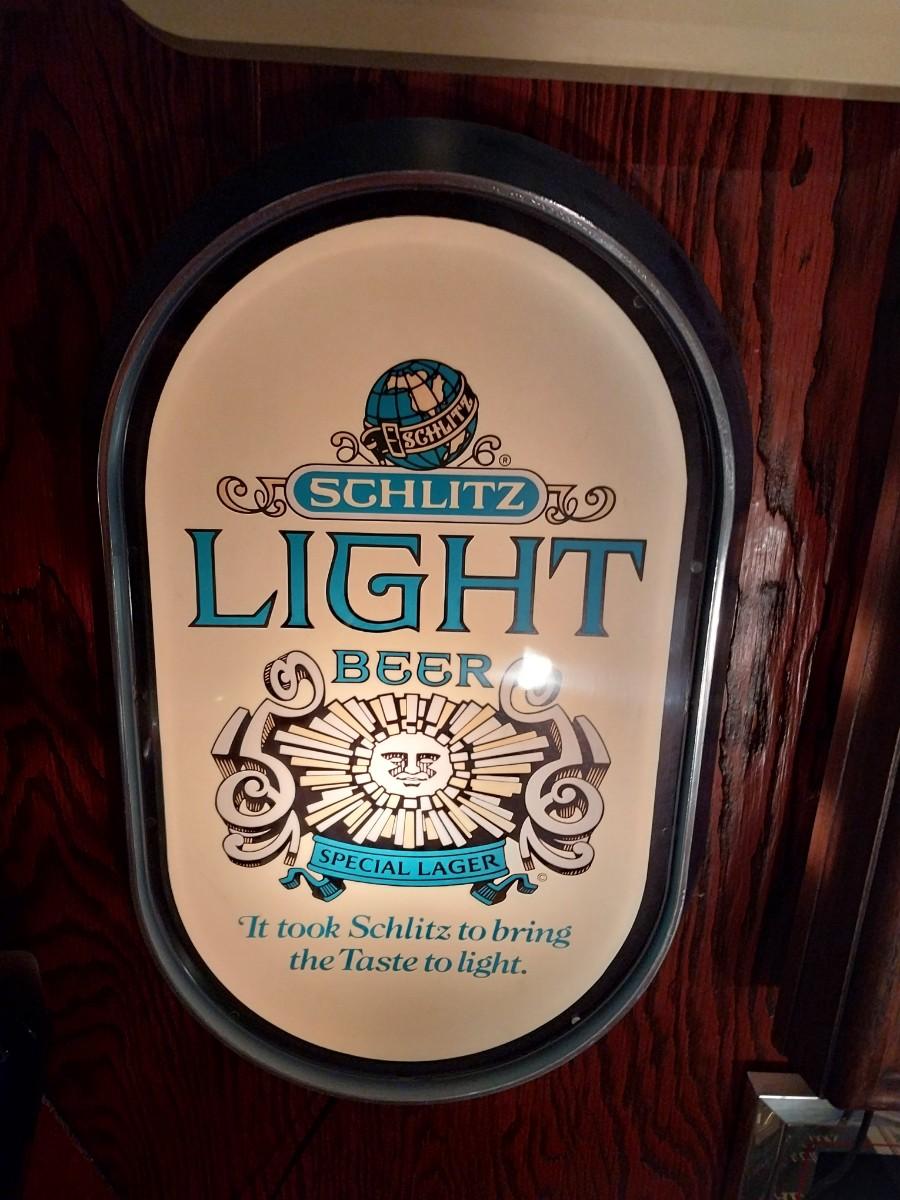 SCHLITZ
®
SCHLITZ
LIGHT
BEER
SPECIAL LAGER
©
It took Schlitz to bring
the Taste to light.